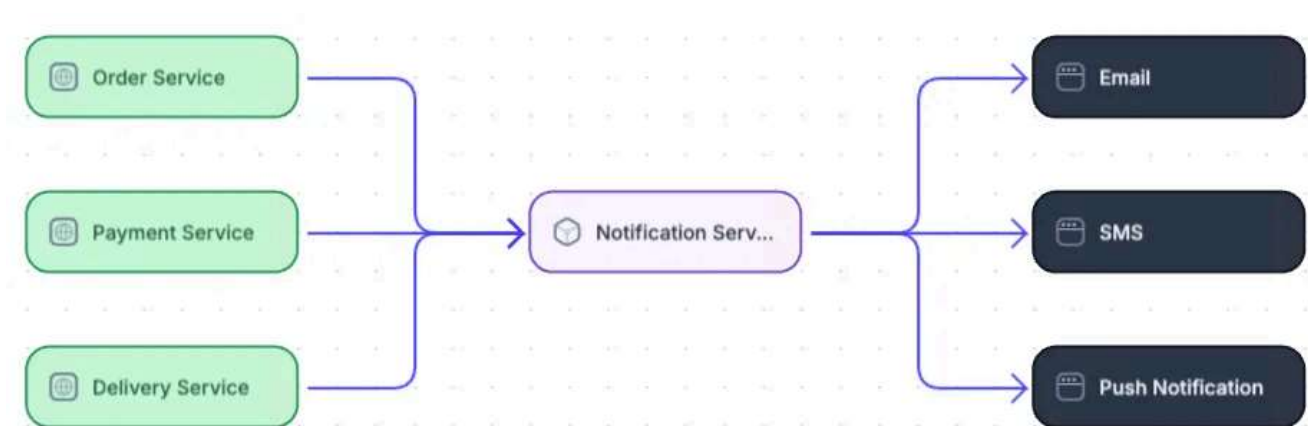 Order Service
Email
Payment Service
Notification Serv...
SMS
Delivery Service
Push Notification